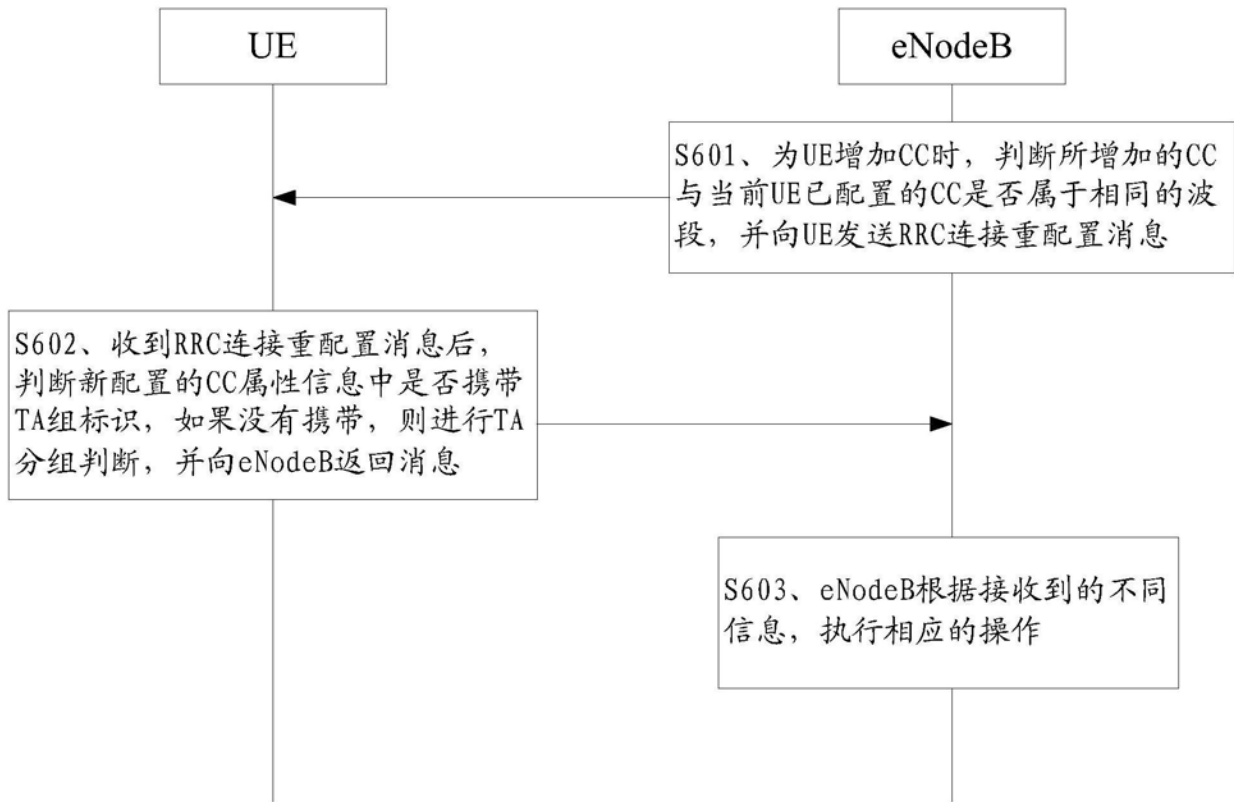 UE
eNodeB
S601、为UE增加CC时，判断所增加的CC
与当前UE已配置的CC是否属于相同的波
段，并向UE发送RRC连接重配置消息
S602、收到RRC连接重配置消息后，
判断新配置的CC属性信息中是否携带
TA组标识，如果没有携带，则进行TA
分组判断，并向eNodeB返回消息
S603、eNodeB根据接收到的不同
信息，执行相应的操作